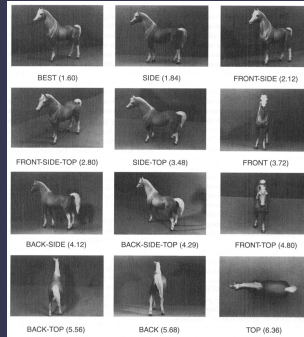 BEST (1.60) SIDE (1.84) FRONT-SIDE (2.12)
FRONT-SIDE-TOP (2.80) SIDE-TOP (3.48) FRONT (3.72)
BACK-SIDE (4.12) BACK-SIDE-TOP (4.29) FRONT-TOP (4.80)
BACK-TOP (5.56) BACK (5.68) TOP (6.36)